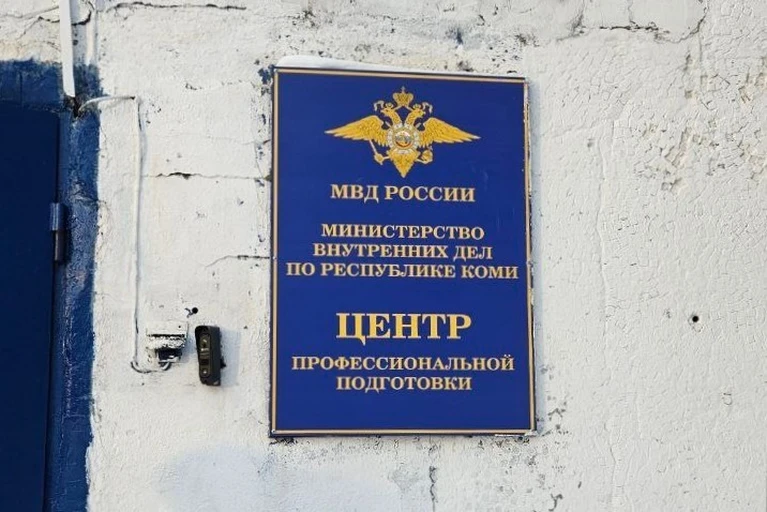 МВД РОССИИ
МИНИСТЕРСТВО
ВНУТРЕННИХ ДЕЛ
ПО РЕСПУБЛИКЕ КОМИ
ЦЕНТР
ПРОФЕССИОНАЛЬНОЙ
ПОДГОТОВКИ